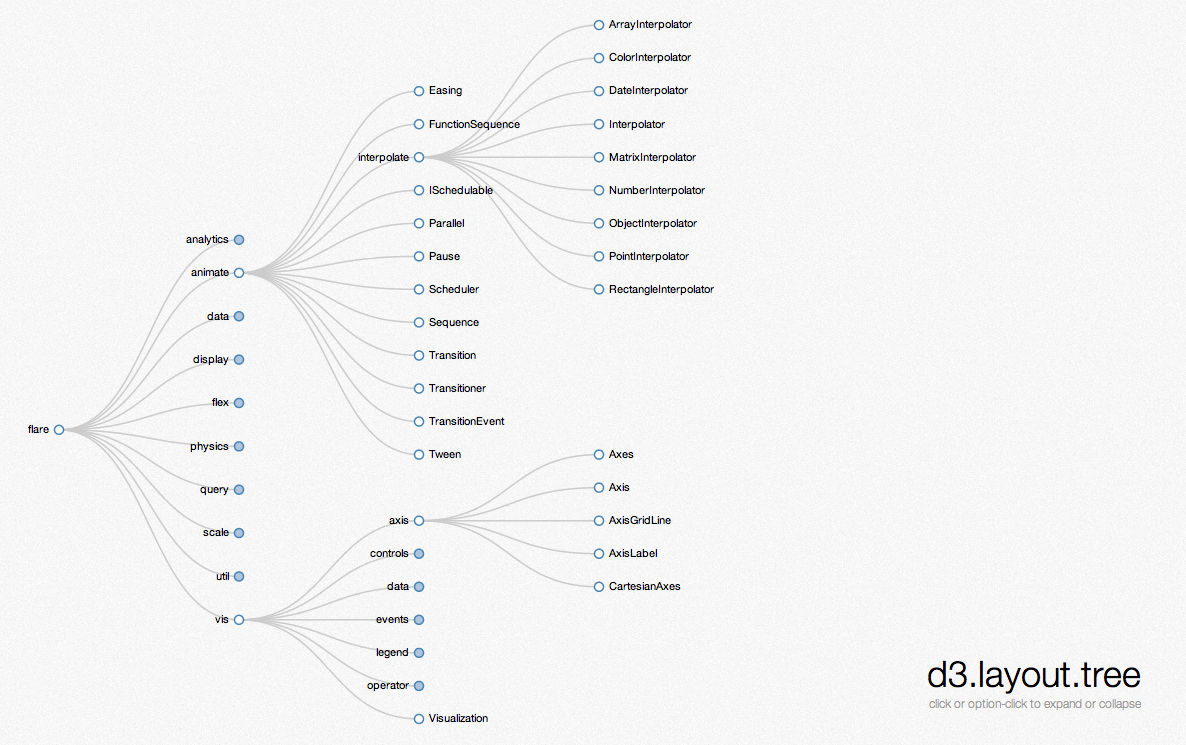 flare
analytics
animate
data
display
flex
physics
query
scale
util
vis
Easing
FunctionSequence
interpolate
ISchedulable
Parallel
Pause
Scheduler
Sequence
Transition
Transitioner
TransitionEvent
Tween
ArrayInterpolator
ColorInterpolator
DateInterpolator
Interpolator
MatrixInterpolator
NumberInterpolator
ObjectInterpolator
PointInterpolator
RectangleInterpolator
axis
controls
data
events
legend
operator
Visualization
Axes
Axis
AxisGridLine
AxisLabel
CartesianAxes
d3.layout.tree
click or option-click to expand or collapse